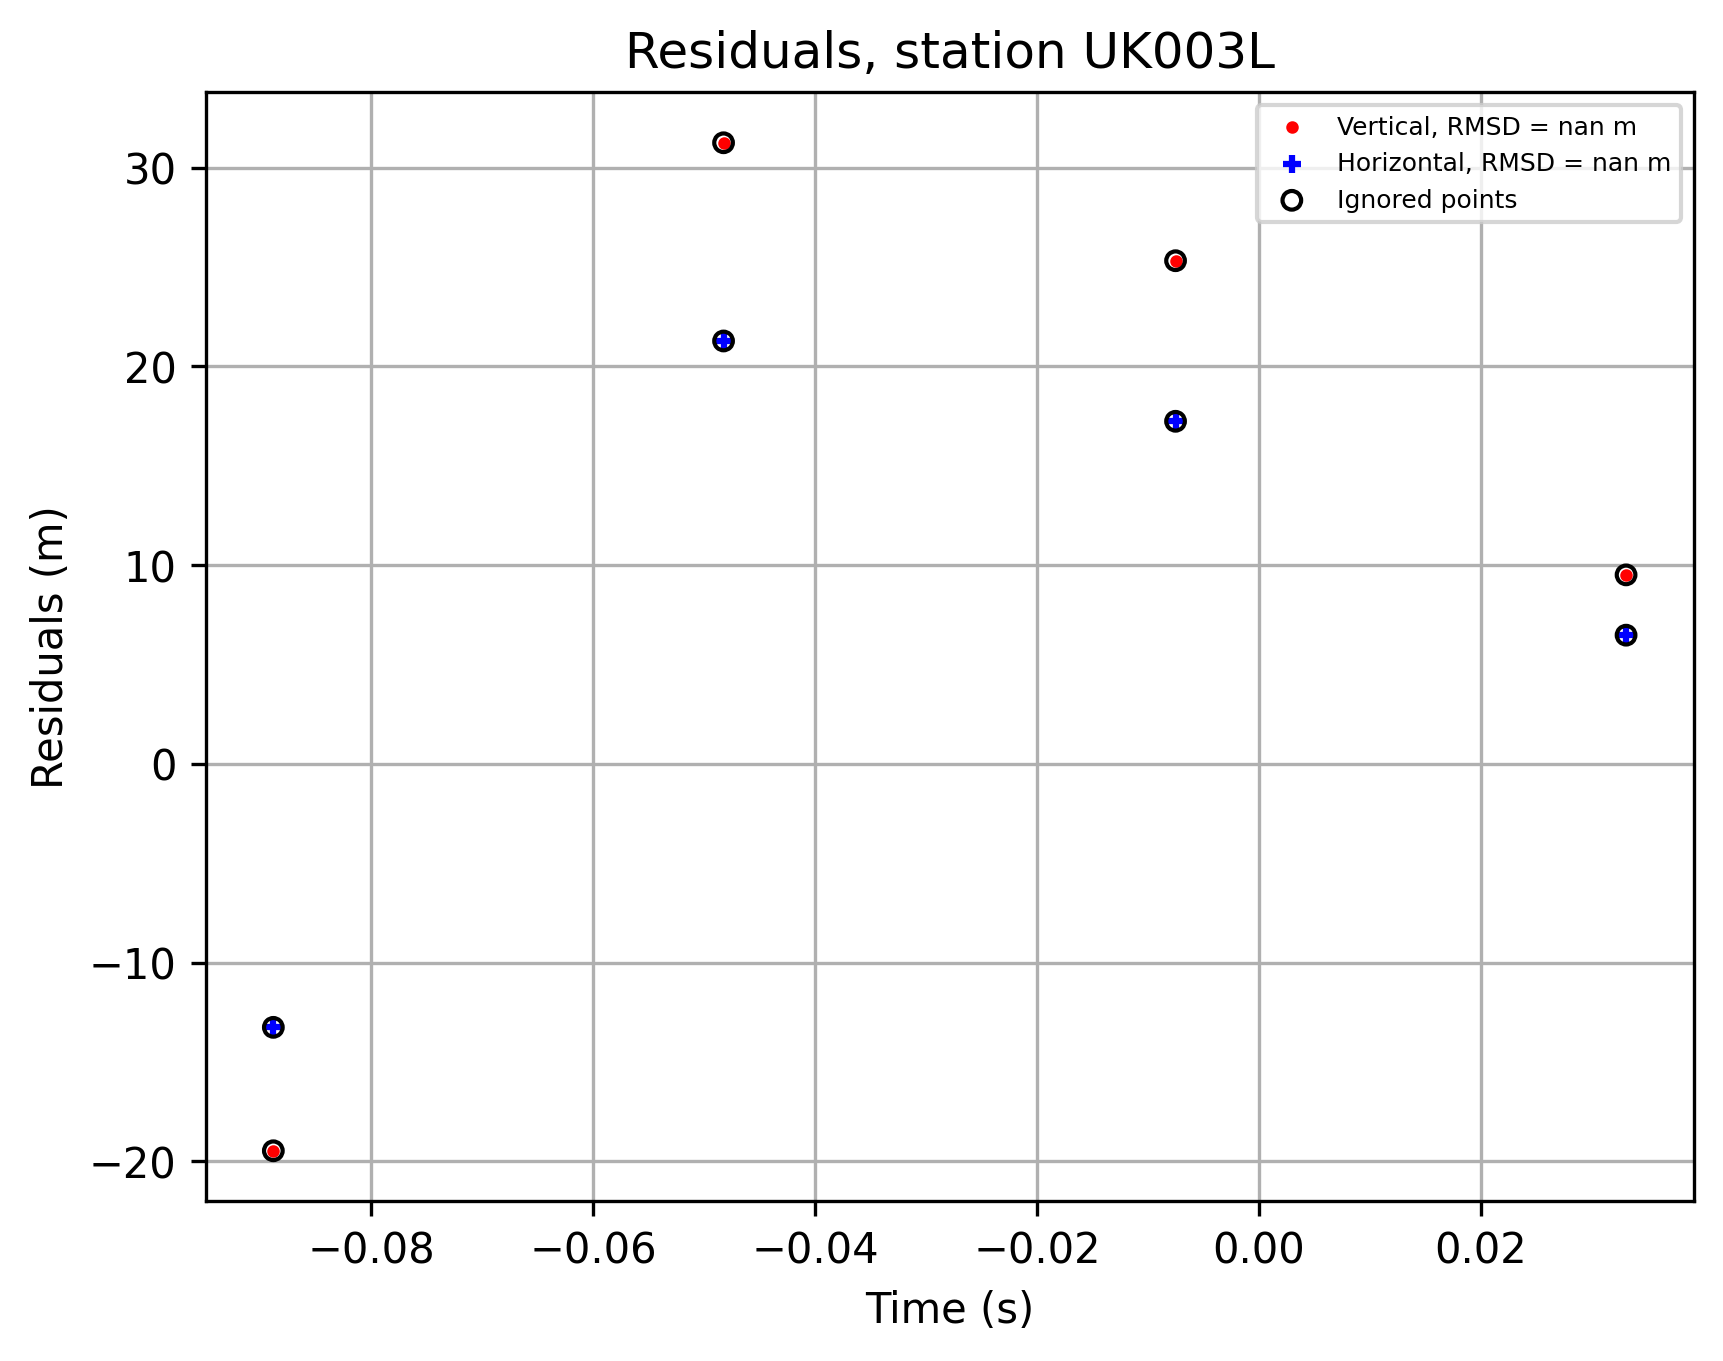 Residuals, station UK003L
Vertical, RMSD = nan m
Horizontal, RMSD = nan m
Ignored points
30
20
10
0
−10
−20
Residuals (m)
−0.08 −0.06 −0.04 −0.02 0.00 0.02
Time (s)